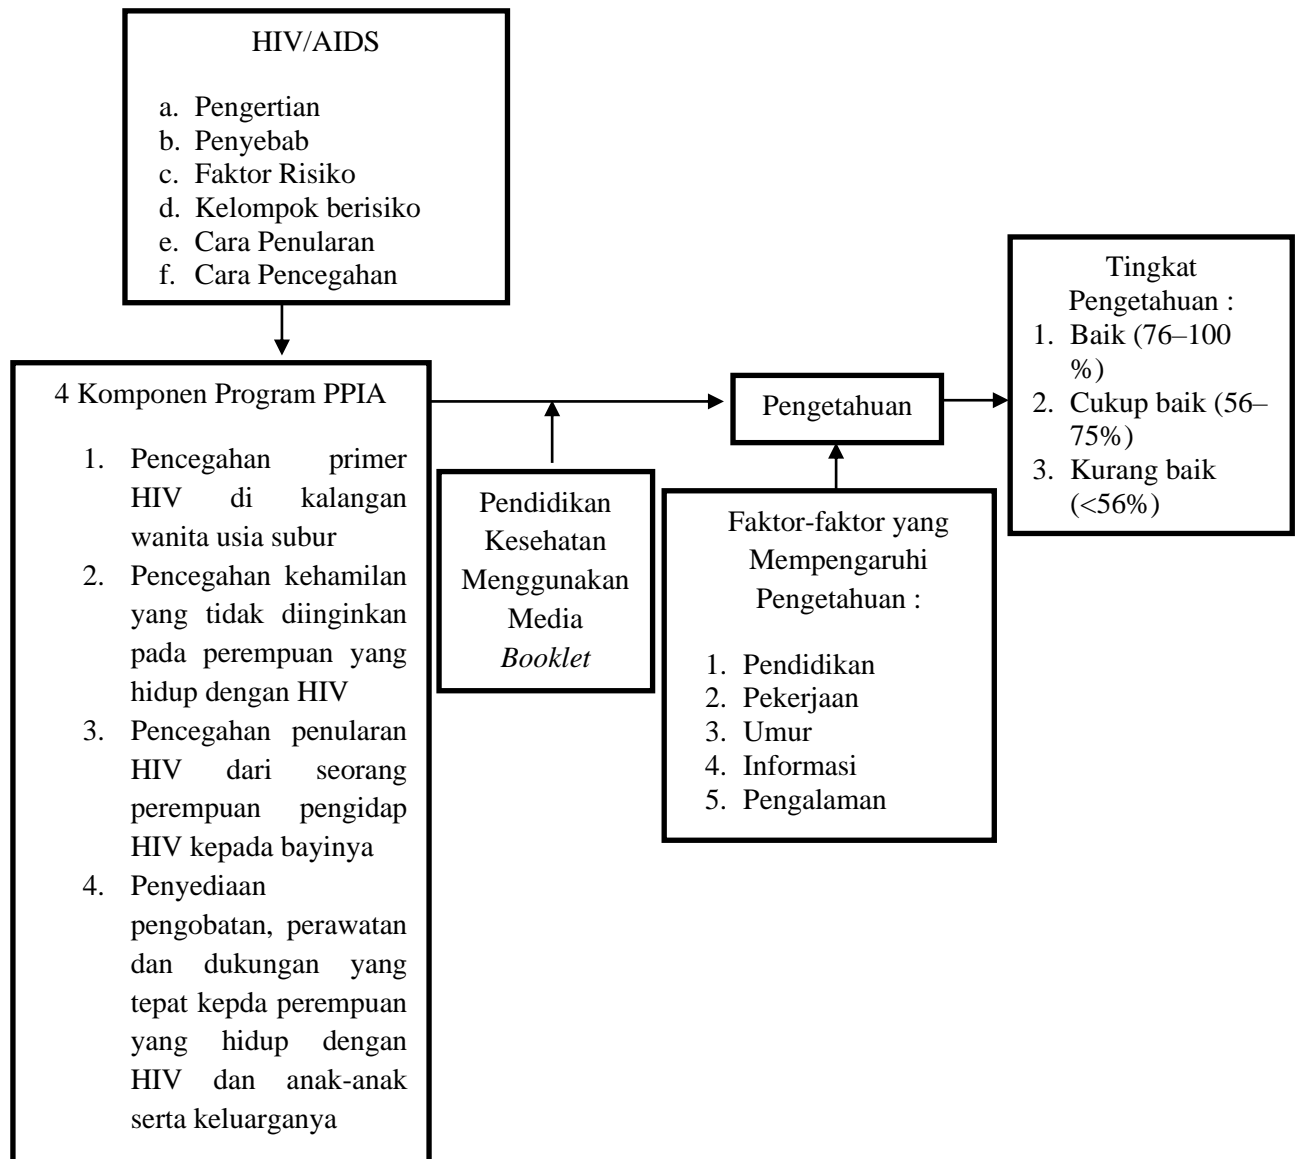 HIV/AIDS
a. Pengertian
b. Penyebab
c. Faktor Risiko
d. Kelompok berisiko
e. Cara Penularan
f. Cara Pencegahan
4 Komponen Program PPIA
1. Pencegahan primer
HIV di kalangan
wanita usia subur
2. Pencegahan kehamilan
yang tidak diinginkan
pada perempuan yang
hidup dengan HIV
3. Pencegahan penularan
HIV dari seorang
perempuan pengidap
HIV kepada bayinya
4. Penyediaan
pengobatan, perawatan
dan dukungan yang
tepat kepda perempuan
yang hidup dengan
HIV dan anak-anak
serta keluarganya
Pendidikan
Kesehatan
Menggunakan
Media
Booklet
Pengetahuan
Faktor-faktor yang
Mempengaruhi
Pengetahuan :
1. Pendidikan
2. Pekerjaan
3. Umur
4. Informasi
5. Pengalaman
Tingkat
Pengetahuan :
1. Baik (76–100
%)
2. Cukup baik (56–
75%)
3. Kurang baik
(<56%)